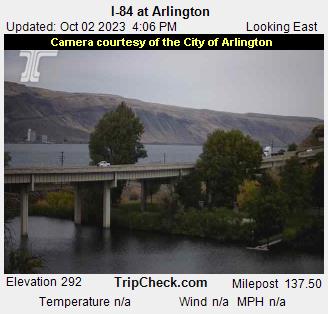 I-84 at Arlington
Updated: Oct 02 2023 4:06 PM Looking East
Camera courtesy of the City of Arlington
Elevation 292 TripCheck.com Milepost 137.50
Temperature n/a Wind n/a MPH n/a